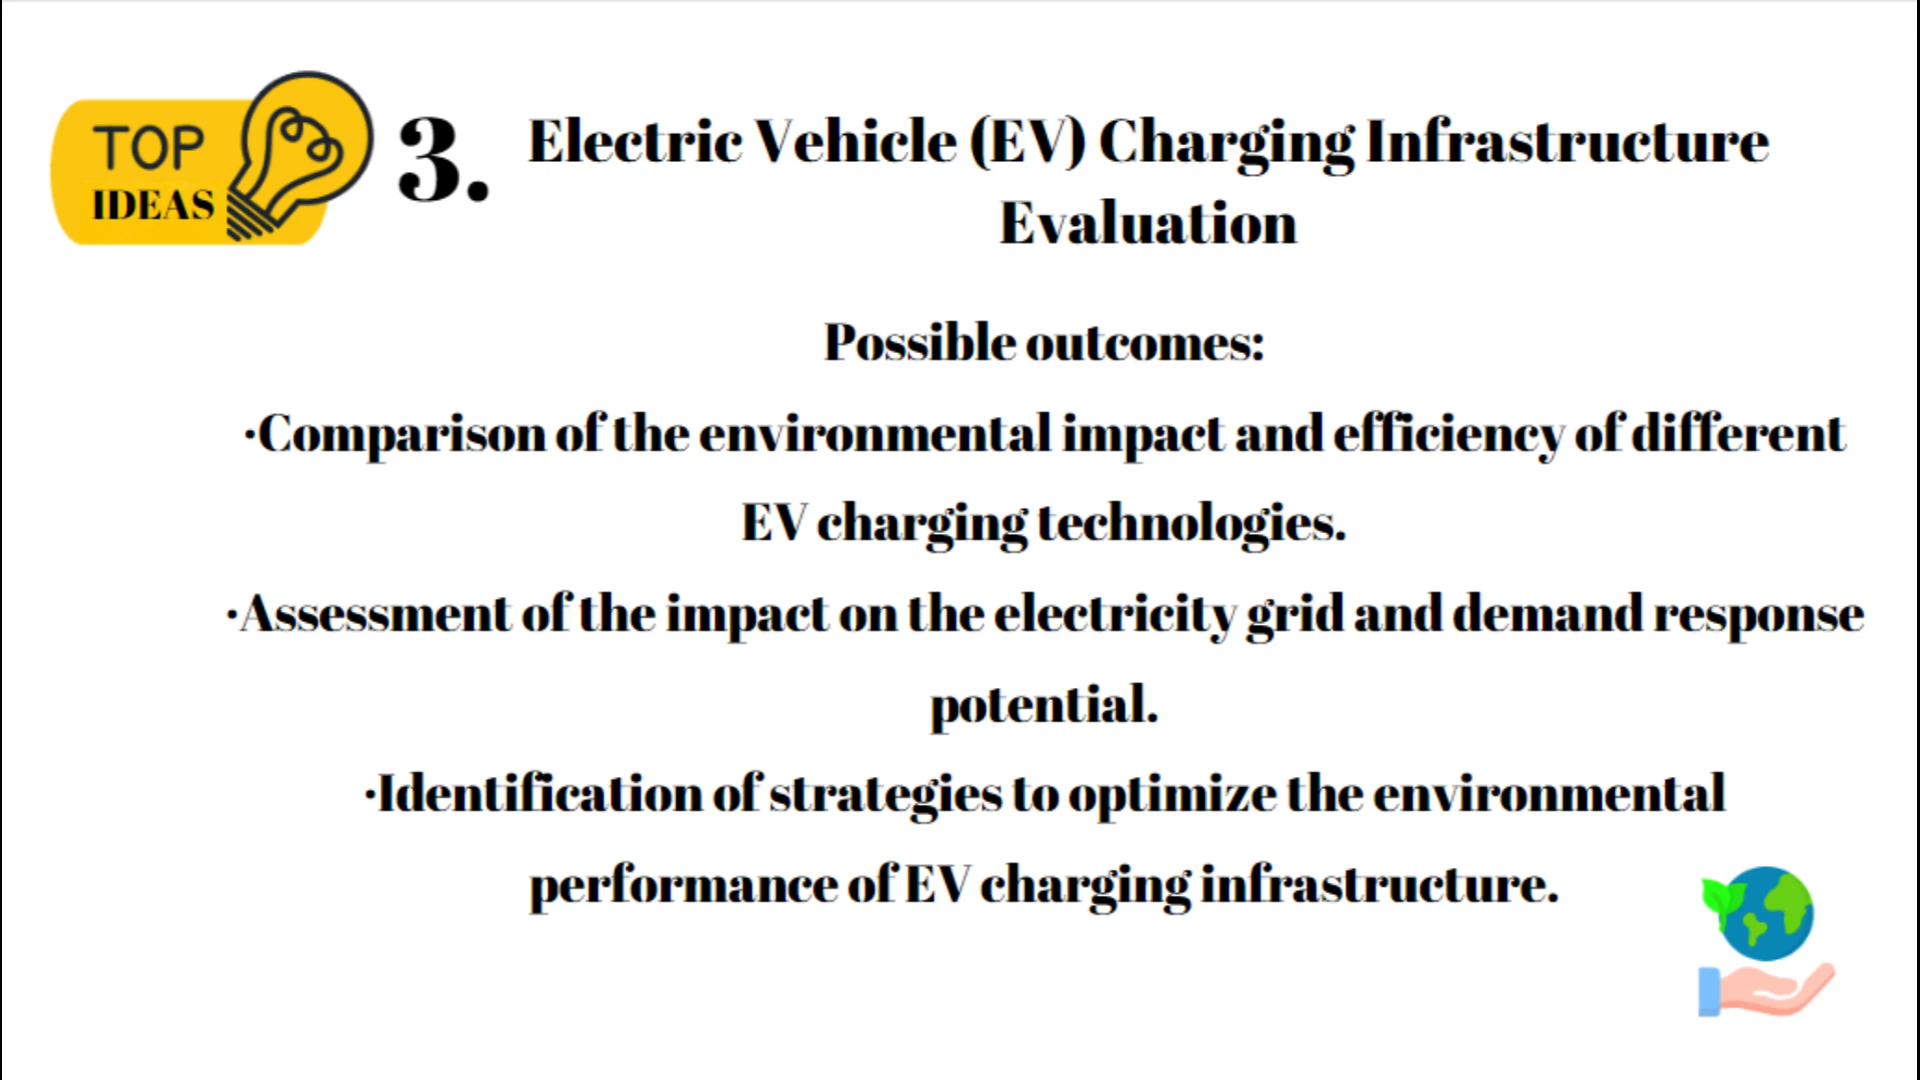 TOP
IDEAS
3.
Electric Vehicle (EV) Charging Infrastructure
Evaluation
Possible outcomes:
·Comparison of the environmental impact and efficiency of different
EV charging technologies.
·Assessment of the impact on the electricity grid and demand response
potential.
·Identification of strategies to optimize the environmental
performance of EV charging infrastructure.